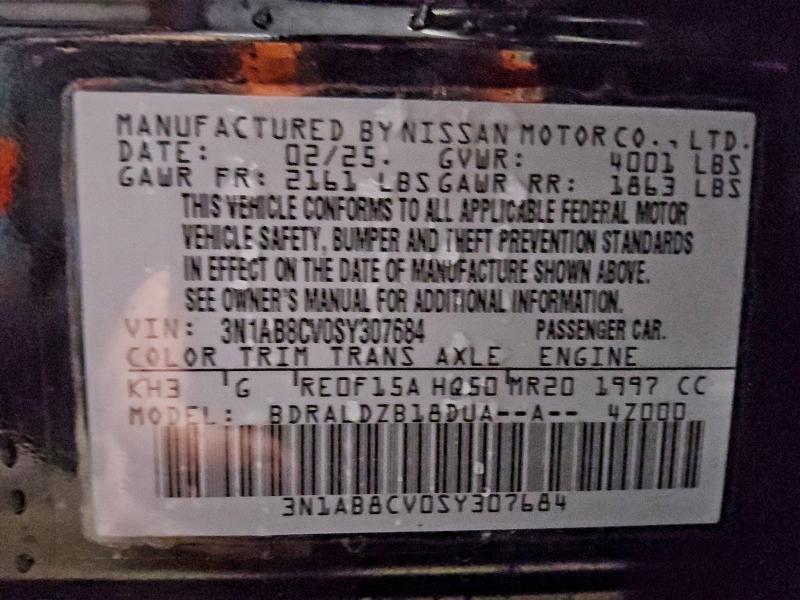 MANUFACTURED BY NISSAN MOTOR CO., LTD.
DATE: 02/25. GVWR: 4001 LBS
GAWR FR: 2161 LBS GAWR RR: 1863 LBS
THIS VEHICLE CONFORMS TO ALL APPLICABLE FEDERAL MOTOR
VEHICLE SAFETY, BUMPER AND THEFT PREVENTION STANDARDS
IN EFFECT ON THE DATE OF MANUFACTURE SHOWN ABOVE.
SEE OWNER'S MANUAL FOR ADDITIONAL INFORMATION.
VIN: 3N1AB8CV0SY307684 PASSENGER CAR.
COLOR TRIM TRANS AXLE ENGINE
KH3 G RE0F15A HQ50 MR20 1997 CC
MODEL: BDRALDZB18DUA--A-- 4Z000
3N1AB8CV0SY307684